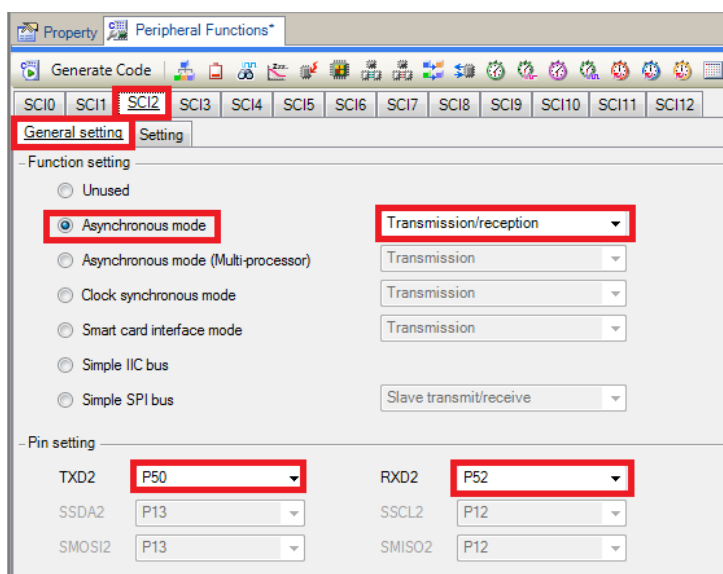 Property Peripheral Functions*
Generate Code
SCI0 SCI1 SCI2 SCI3 SCI4 SCI5 SCI6 SCI7 SCI8 SCI9 SCI10 SCI11 SCI12
General setting Setting
Function setting
Unused
Asynchronous mode Transmission/reception
Asynchronous mode (Multi-processor) Transmission
Clock synchronous mode Transmission
Smart card interface mode Transmission
Simple IIC bus
Simple SPI bus Slave transmit/receive
Pin setting
TXD2 P50 RXD2 P52
SSDA2 P13 SSCL2 P12
SMOSI2 P13 SMISO2 P12